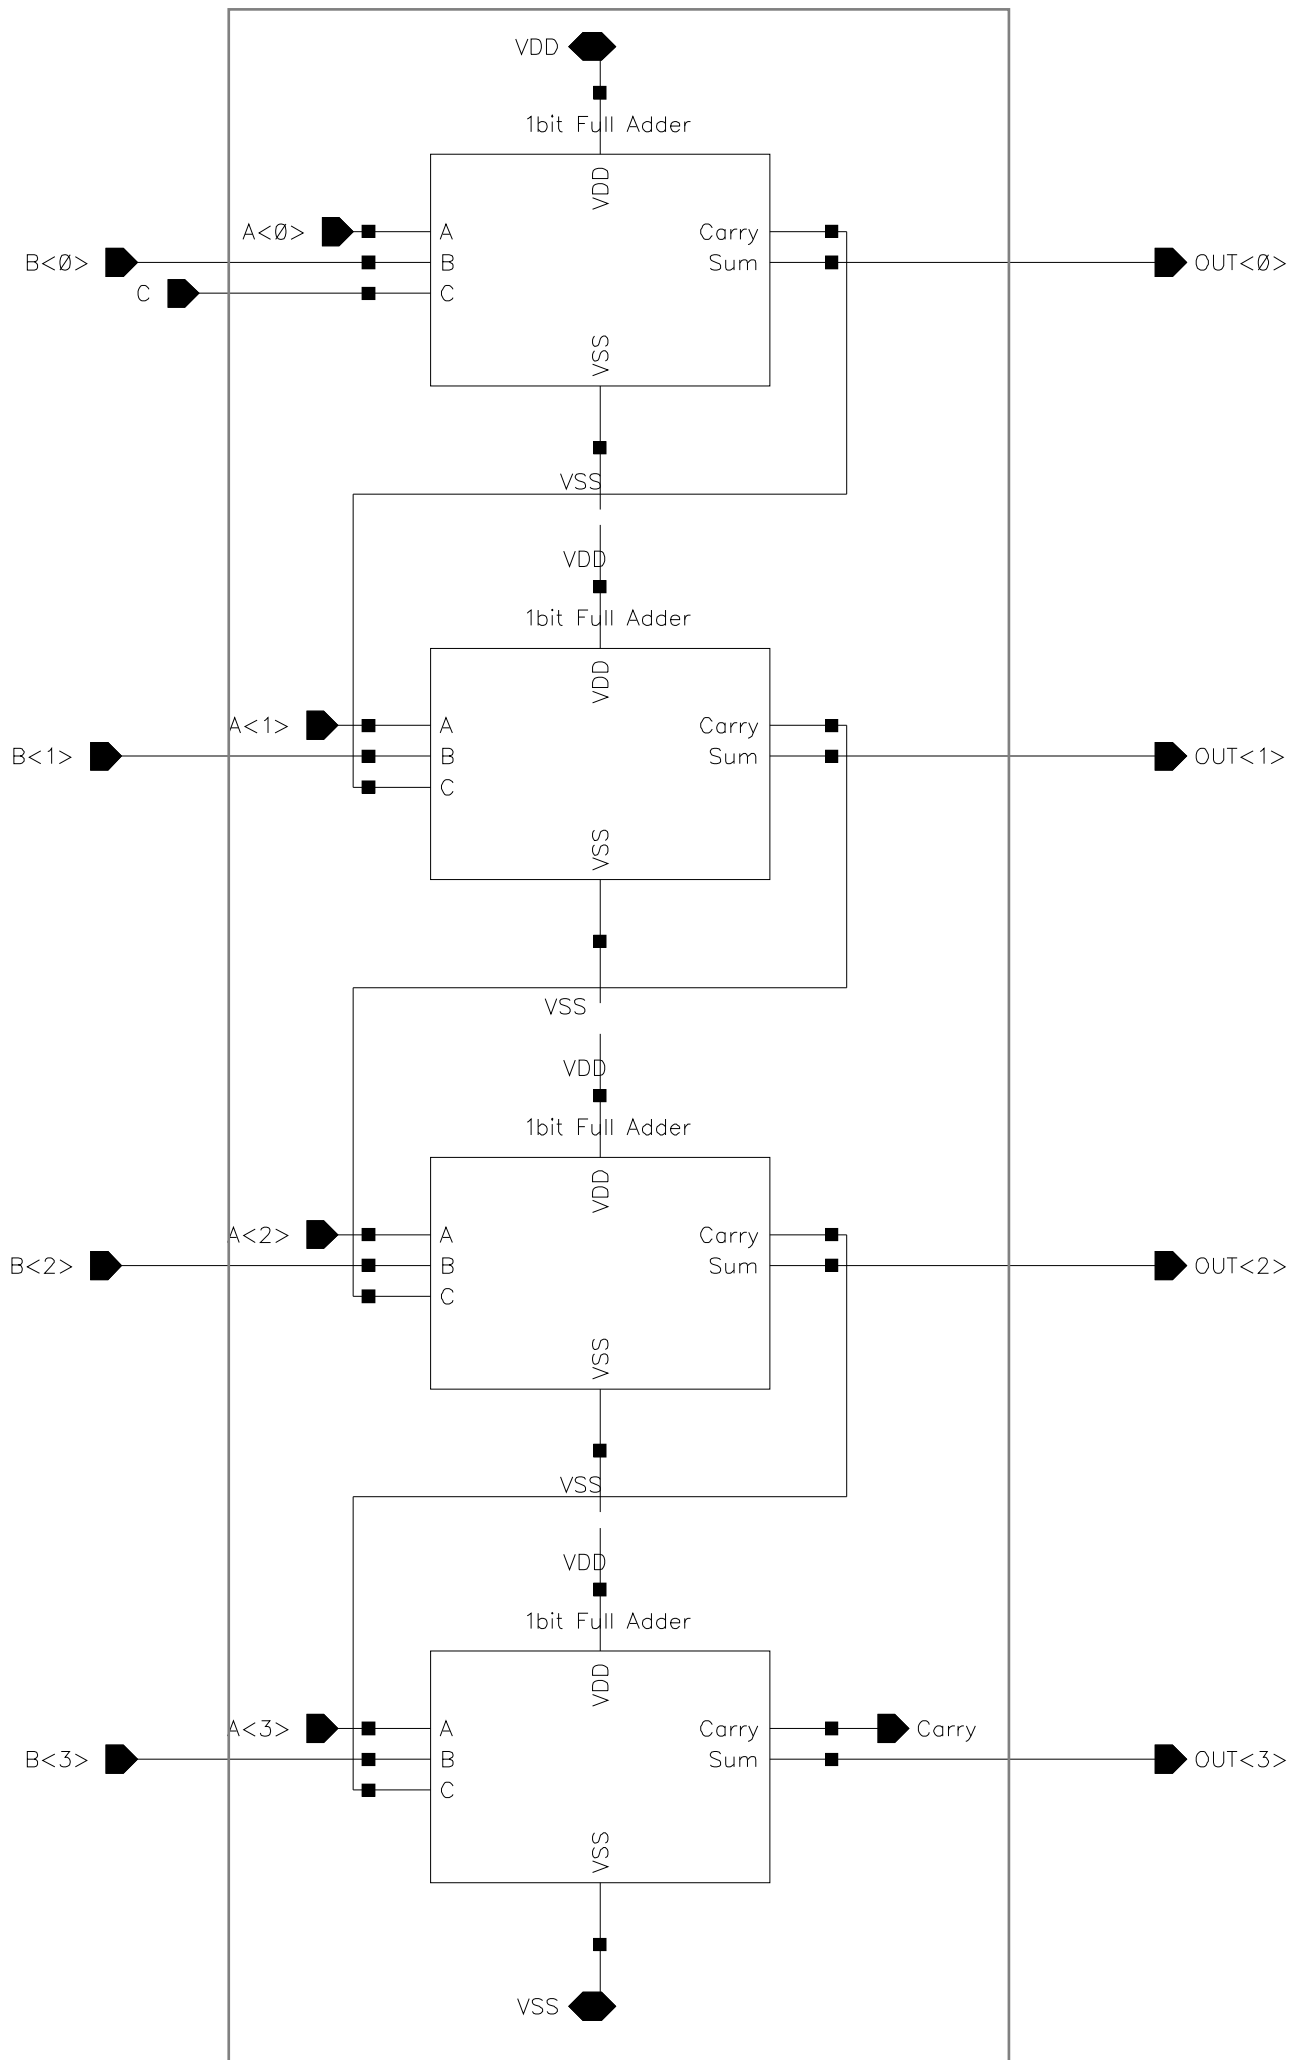 VDD
1bit Full Adder
VDD
A<0> A Carry
B<0> B Sum OUT<0>
C C
VSS
VSS
VDD
1bit Full Adder
VDD
A<1> A Carry
B<1> B Sum OUT<1>
C
VSS
VSS
VDD
1bit Full Adder
VDD
A<2> A Carry
B<2> B Sum OUT<2>
C
VSS
VSS
VDD
1bit Full Adder
VDD
A<3> A Carry Carry
B<3> B Sum OUT<3>
C
VSS
VSS